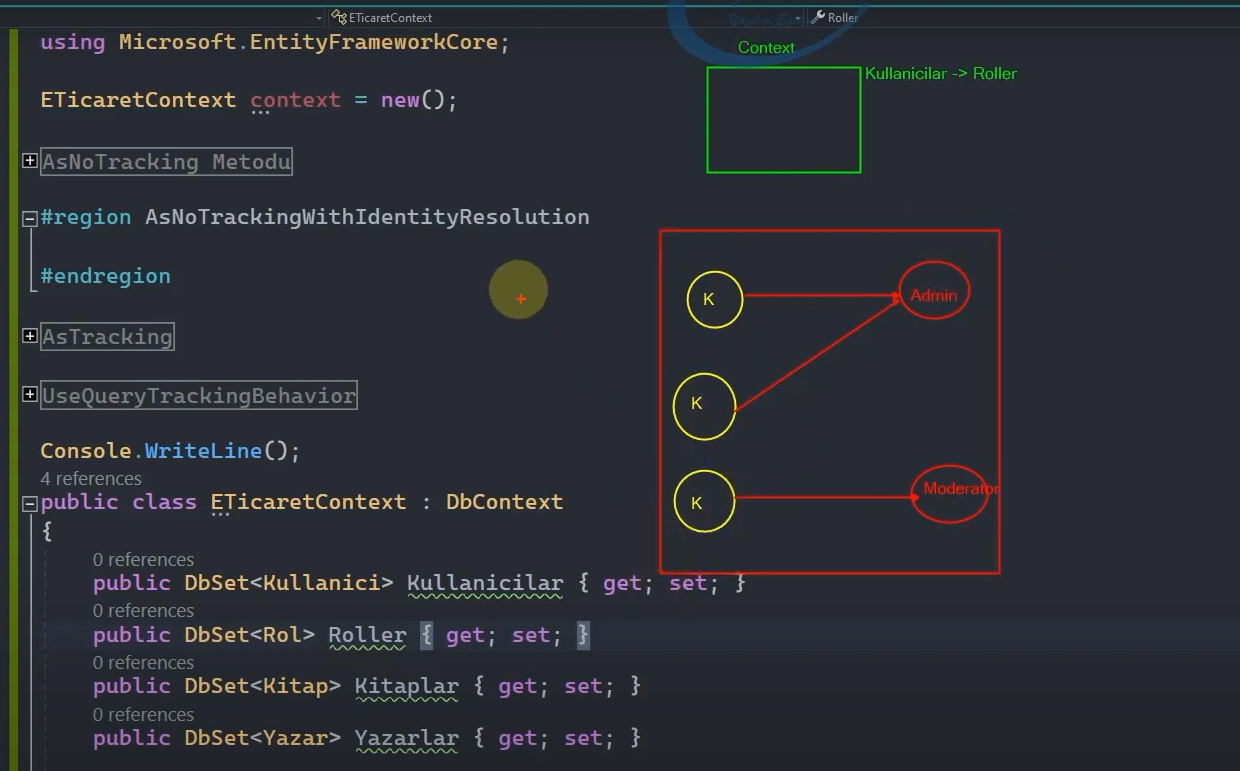 ETicaretContext
Roller
using Microsoft.EntityFrameworkCore;
Context
Kullanicilar -> Roller
ETicaretContext context = new();
AsNoTracking Metodu
#region AsNoTrackingWithIdentityResolution
#endregion
K
Admin
AsTracking
UseQueryTrackingBehavior
K
Console.WriteLine();
4 references
K
Moderator
public class ETicaretContext : DbContext
{
0 references
public DbSet<Kullanici> Kullanicilar { get; set; }
0 references
public DbSet<Rol> Roller { get; set; }
0 references
public DbSet<Kitap> Kitaplar { get; set; }
0 references
public DbSet<Yazar> Yazarlar { get; set; }